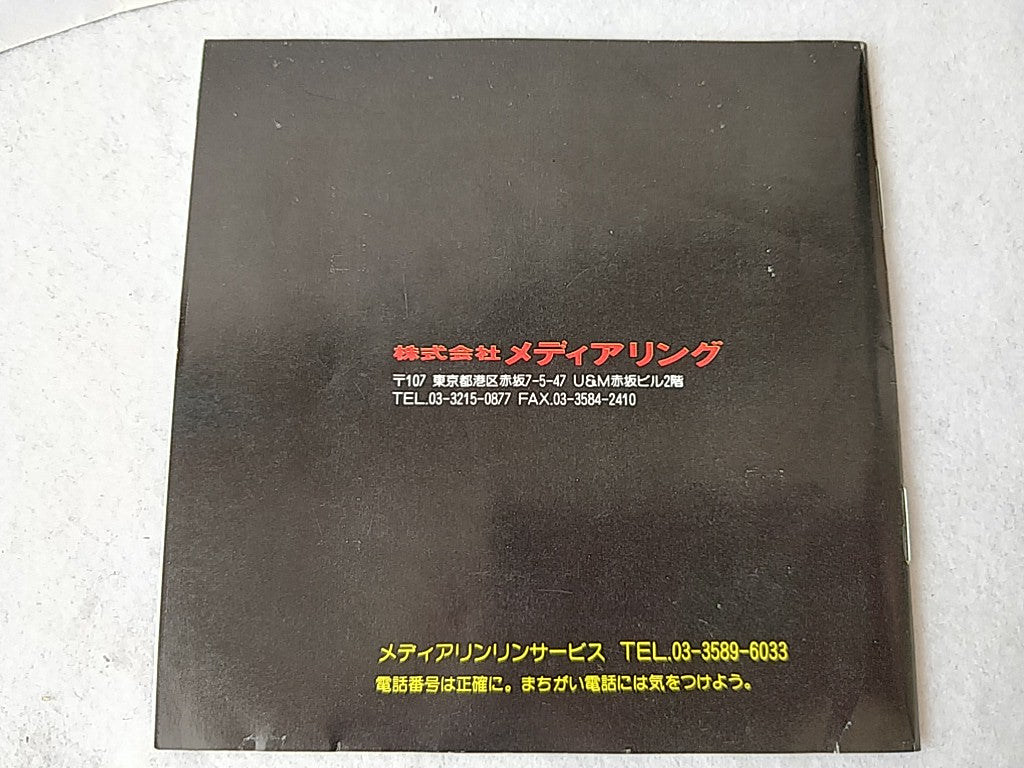 株式会社 メディアリング
〒107 東京都港区赤坂7-5-47 U&M赤坂ビル2階
TEL.03-3215-0877 FAX.03-3584-2410
メディアリンリンサービス TEL.03-3589-6033
電話番号は正確に。まちがい電話には気をつけよう。